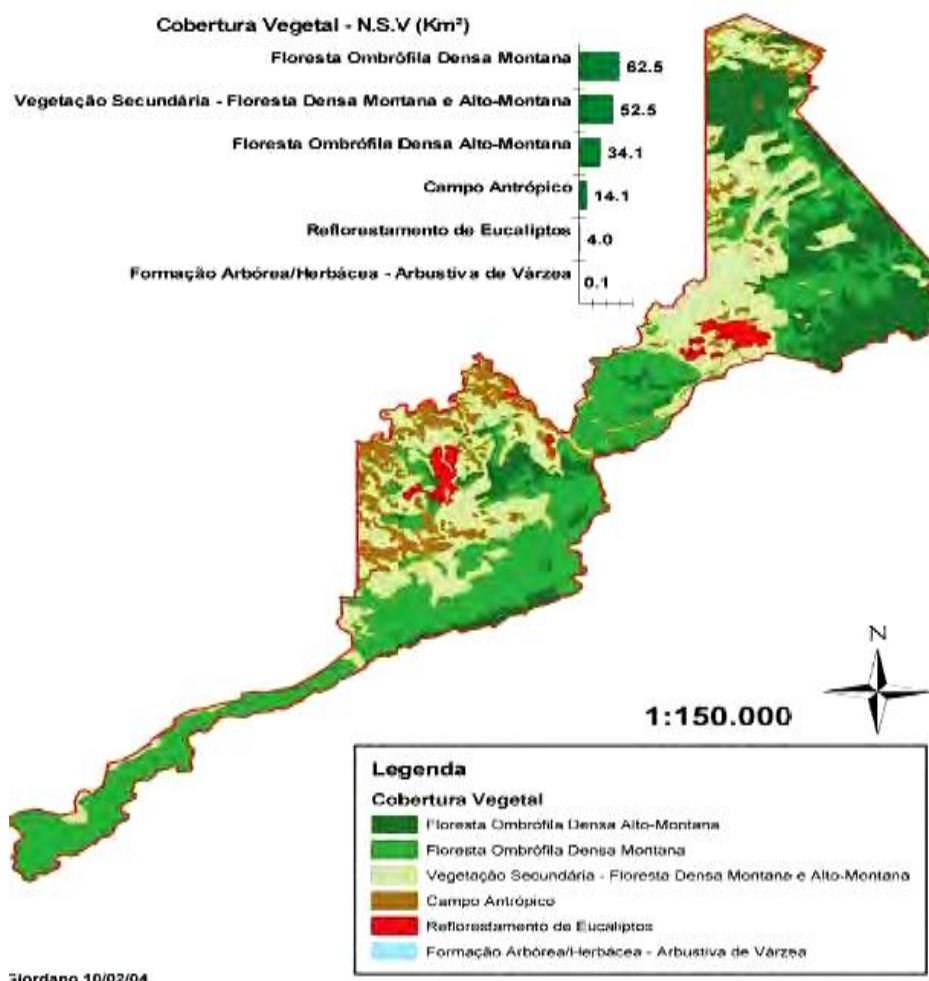 Cobertura Vegetal - N.S.V (Km²)
Floresta Ombrófila Densa Montana
62.5
Vegetação Secundária - Floresta Densa Montana e Alto-Montana
52.5
Floresta Ombrófila Densa Alto-Montana
34.1
Campo Antrópico
14.1
Reflorestamento de Eucaliptos
4.0
Formação Arbórea/Herbácea - Arbustiva de Várzea
0.1
N
1:150.000
Legenda
Cobertura Vegetal
Floresta Ombrófila Densa Alto-Montana
Floresta Ombrófila Densa Montana
Vegetação Secundária - Floresta Densa Montana e Alto-Montana
Campo Antrópico
Reflorestamento de Eucaliptos
Formação Arbórea/Herbácea - Arbustiva de Várzea
Giordano 10/02/04